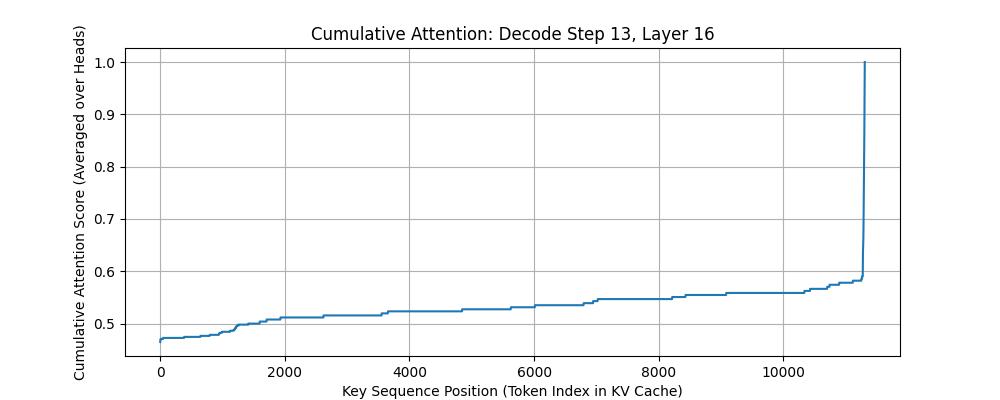 Cumulative Attention: Decode Step 13, Layer 16
Cumulative Attention Score (Averaged over Heads)
1.0
0.9
0.8
0.7
0.6
0.5
0 2000 4000 6000 8000 10000
Key Sequence Position (Token Index in KV Cache)